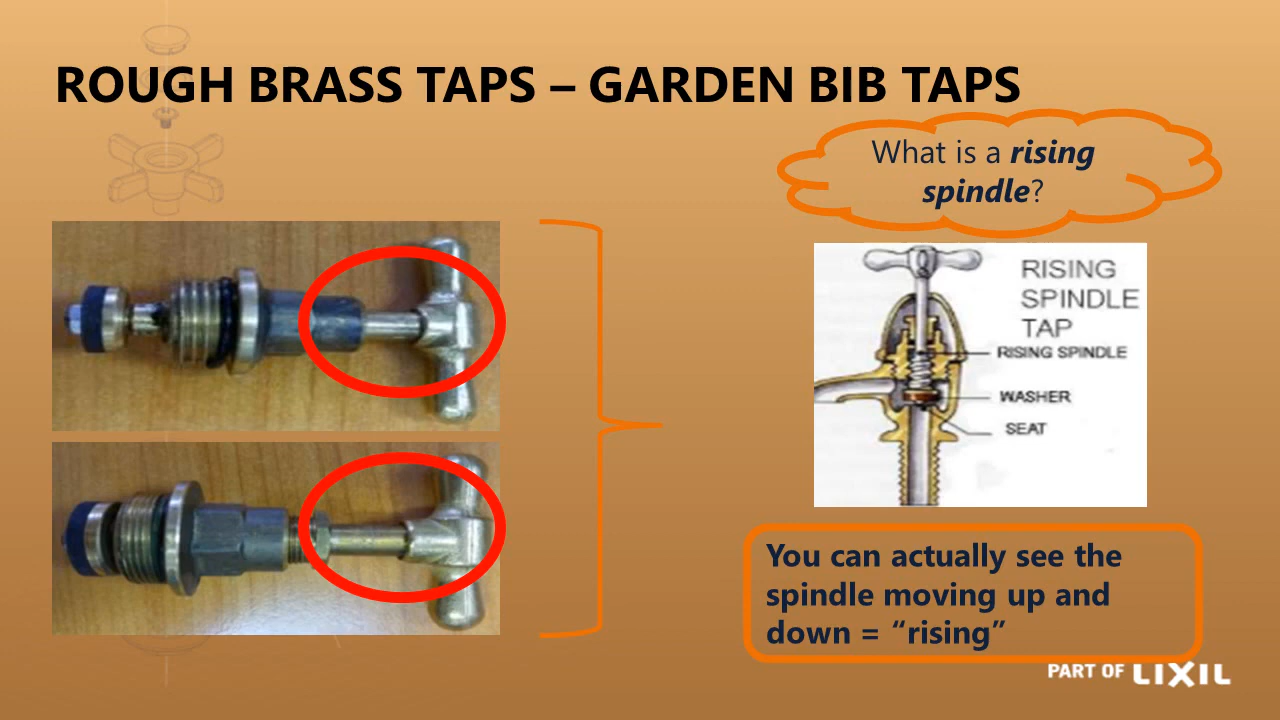 ROUGH BRASS TAPS – GARDEN BIB TAPS
What is a rising
spindle?
RISING
SPINDLE
TAP
RISING SPINDLE
WASHER
SEAT
You can actually see the
spindle moving up and
down = “rising”
PART OF LIXIL